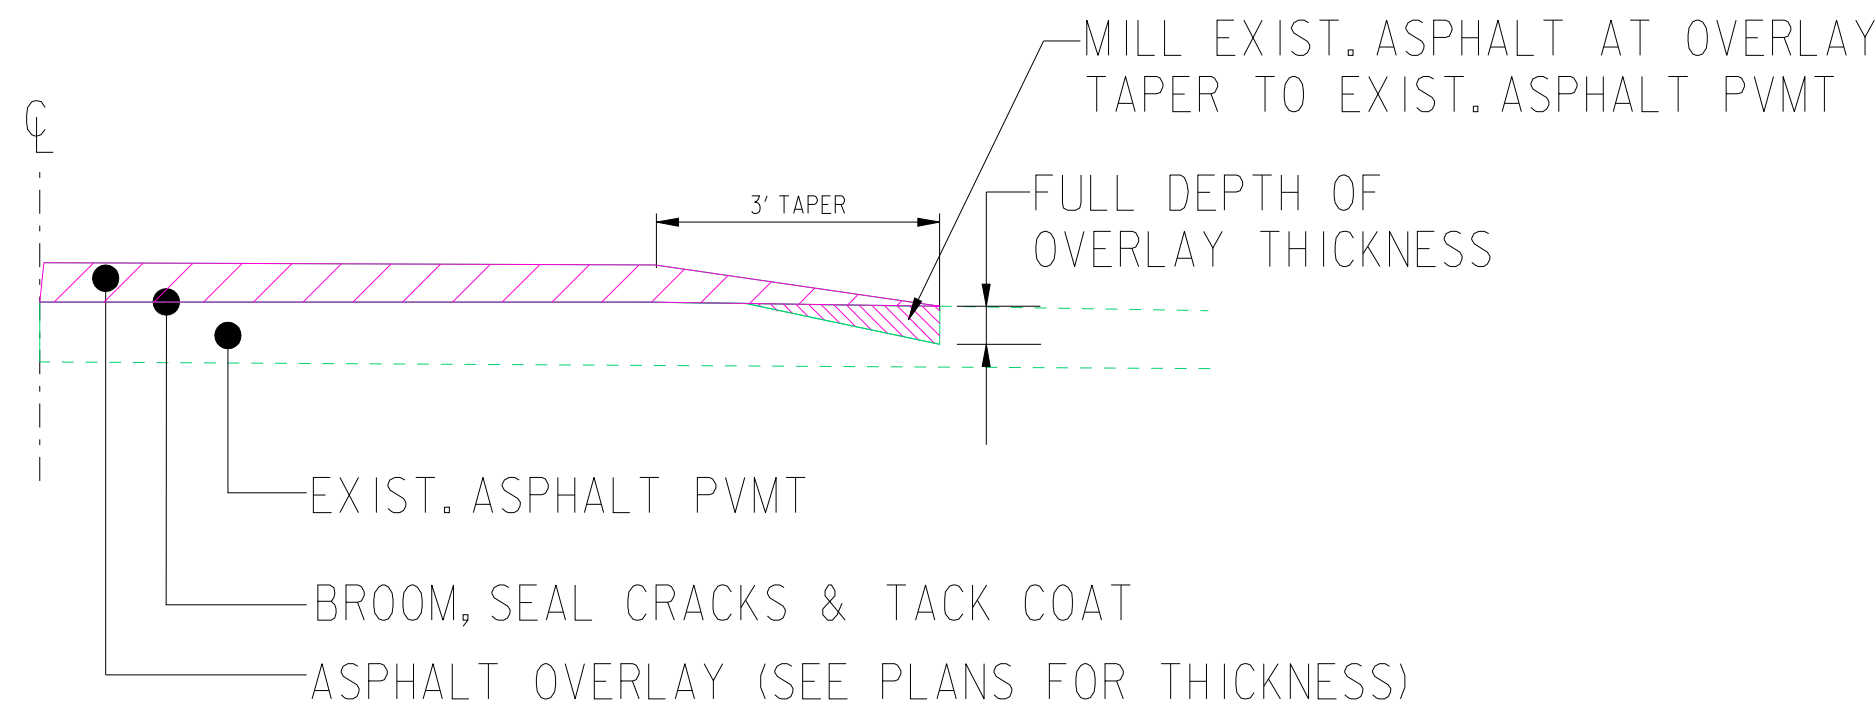 MILL EXIST. ASPHALT AT OVERLAY
TAPER TO EXIST. ASPHALT PVMT
℄
FULL DEPTH OF
OVERLAY THICKNESS
3' TAPER
EXIST. ASPHALT PVMT
BROOM, SEAL CRACKS & TACK COAT
ASPHALT OVERLAY (SEE PLANS FOR THICKNESS)